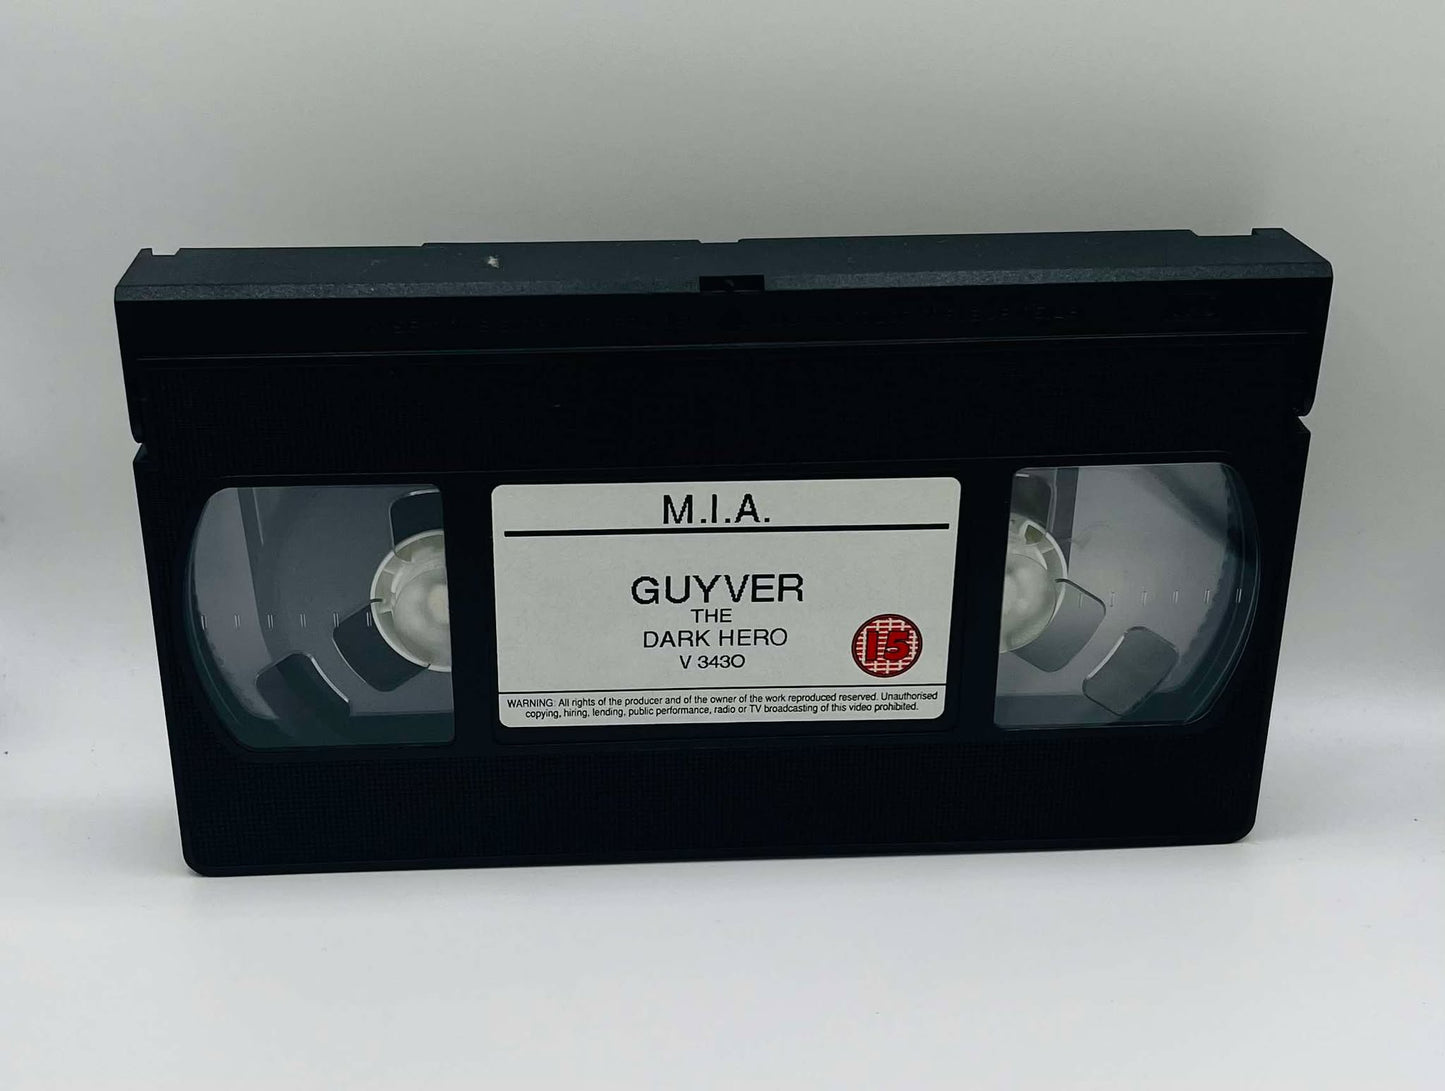 M.I.A.
GUYVER
THE
DARK HERO
V 3430
15
WARNING: All rights of the producer and of the owner of the work reproduced reserved. Unauthorised
copying, hiring, lending, public performance, radio or TV broadcasting of this video prohibited.